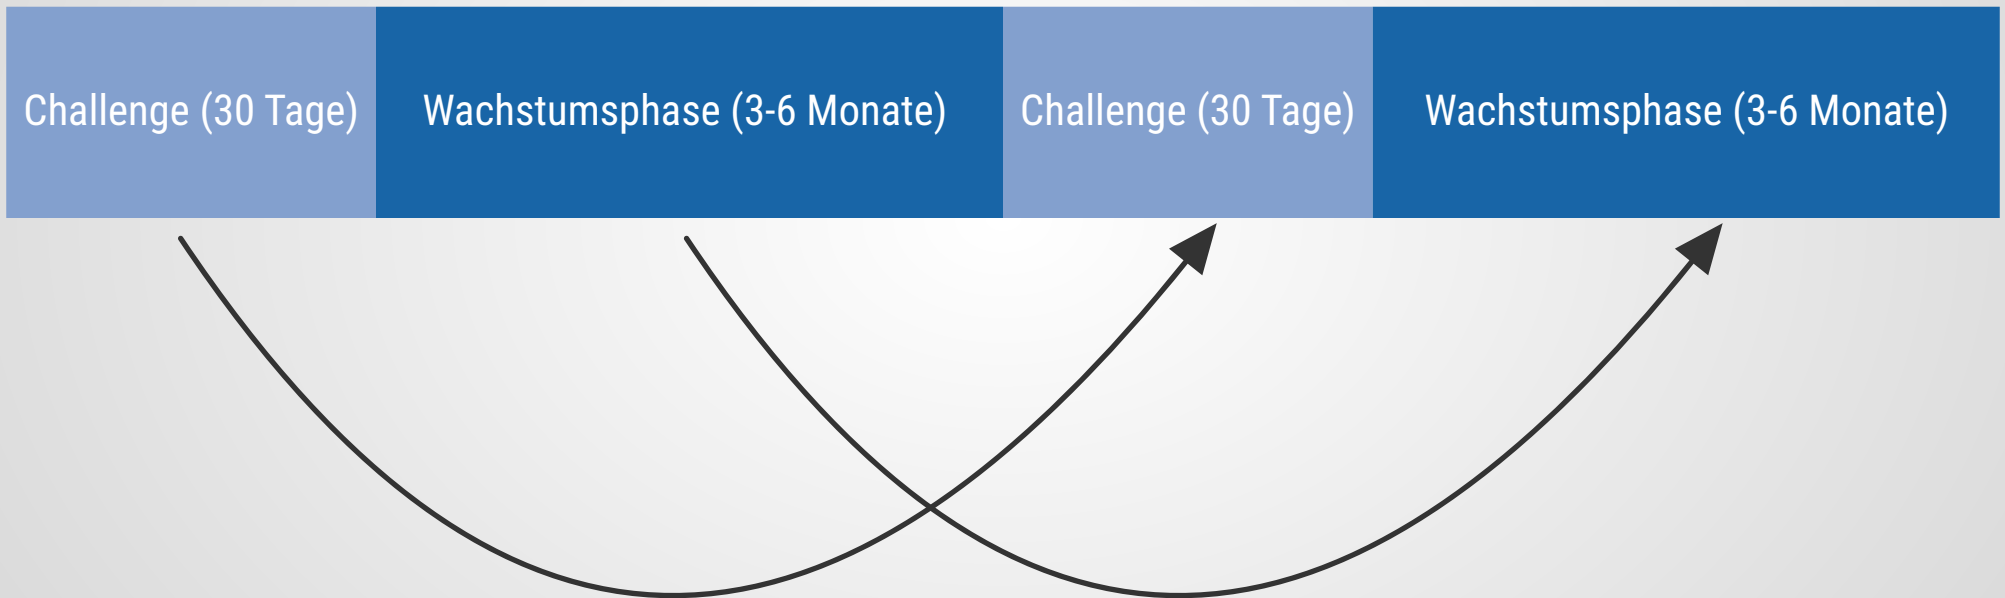 Challenge (30 Tage)
Wachstumsphase (3-6 Monate)
Challenge (30 Tage)
Wachstumsphase (3-6 Monate)